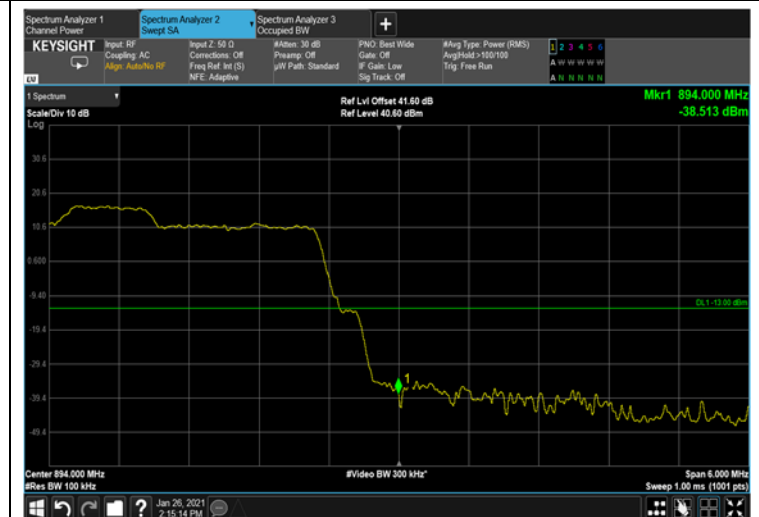 Spectrum Analyzer 1
Channel Power
Spectrum Analyzer 2
Swept SA
Spectrum Analyzer 3
Occupied BW
KEYSIGHT
Input: RF
Coupling: AC
Align: Auto/No RF
Input Z: 50 Ω
Corrections: Off
Freq Ref: Int (S)
NFE: Adaptive
#Atten: 30 dB
Preamp: Off
µW Path: Standard
PNO: Best Wide
Gate: Off
IF Gain: Low
Sig Track: Off
#Avg Type: Power (RMS)
Avg|Hold:>100/100
Trig: Free Run
1 2 3 4 5 6
A W W W W W
A N N N N N
LXI
1 Spectrum
Scale/Div 10 dB
Log
Ref Lvl Offset 41.60 dB
Ref Level 40.60 dBm
Mkr1 894.000 MHz
-38.513 dBm
30.6
20.6
10.6
0.600
-9.40
DL1 -13.00 dBm
-19.4
-29.4
1
-39.4
-49.4
Center 894.000 MHz
#Res BW 100 kHz
#Video BW 300 kHz*
Span 6.000 MHz
Sweep 1.00 ms (1001 pts)
?
Jan 26, 2021
2:15:14 PM